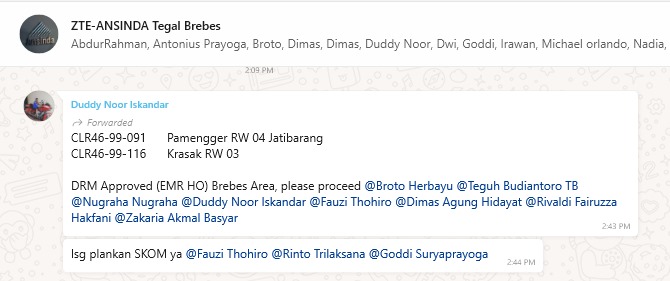 ZTE-ANSINDA Tegal Brebes
AbdurRahman, Antonius Prayoga, Broto, Dimas, Dimas, Duddy Noor, Dwi, Goddi, Irawan, Michael orlando, Nadia,
2:09 PM
Duddy Noor Iskandar
Forwarded
CLR46-99-091 Pamengger RW 04 Jatibarang
CLR46-99-116 Krasak RW 03
DRM Approved (EMR HO) Brebes Area, please proceed @Broto Herbayu @Teguh Budiantoro TB
@Nugraha Nugraha @Duddy Noor Iskandar @Fauzi Thohiro @Dimas Agung Hidayat @Rivaldi Fairuzza
Hakfani @Zakaria Akmal Basyar
2:43 PM
lsg plankan SKOM ya @Fauzi Thohiro @Rinto Trilaksana @Goddi Suryaprayoga
2:44 PM